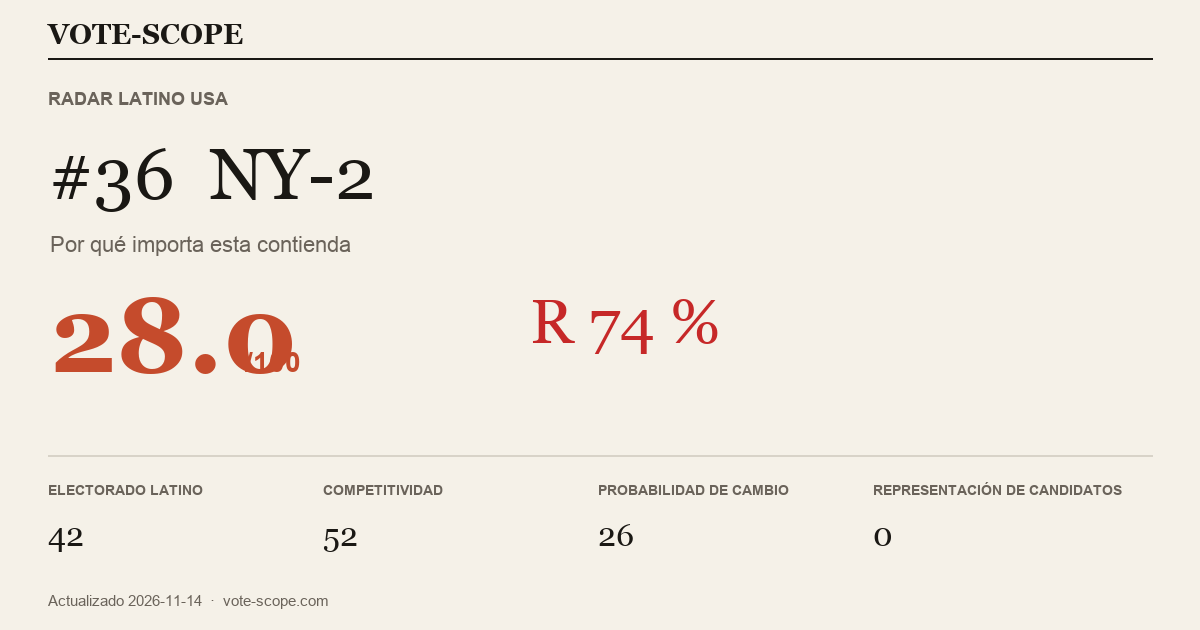 VOTE-SCOPE
RADAR LATINO USA
#36 NY-2
Por qué importa esta contienda
28.0 /100
R 74 %
ELECTORADO LATINO
COMPETITIVIDAD
PROBABILIDAD DE CAMBIO
REPRESENTACIÓN DE CANDIDATOS
42
52
26
0
Actualizado 2026-11-14 · vote-scope.com